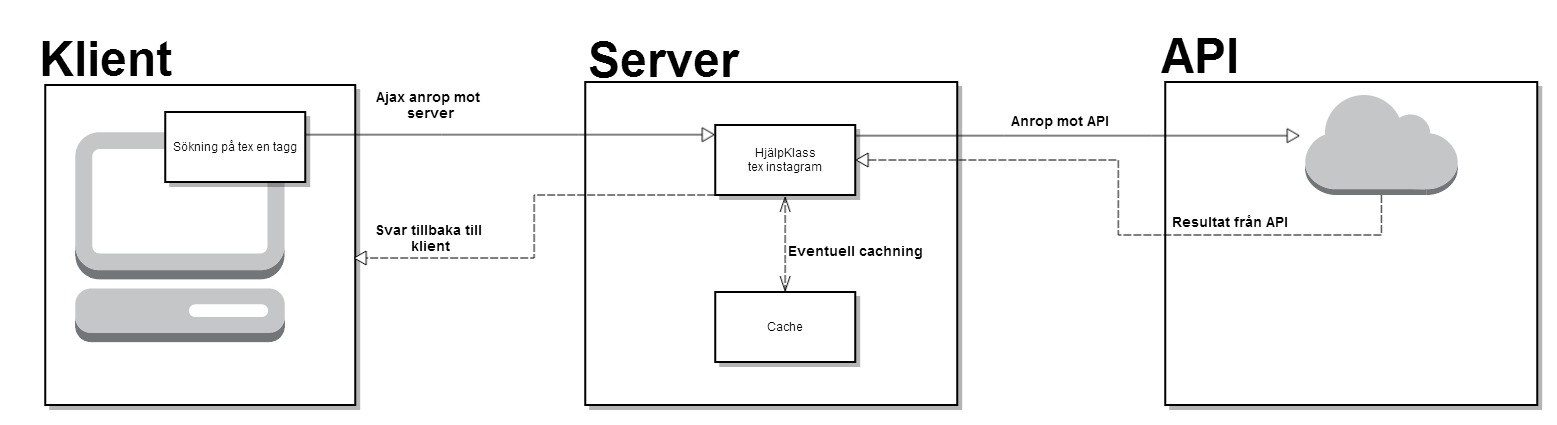 Klient
Server
API
Sökning på tex en tagg
Ajax anrop mot
server
HjälpKlass
tex instagram
Anrop mot API
Svar tillbaka till
klient
Resultat från API
Eventuell cachning
Cache